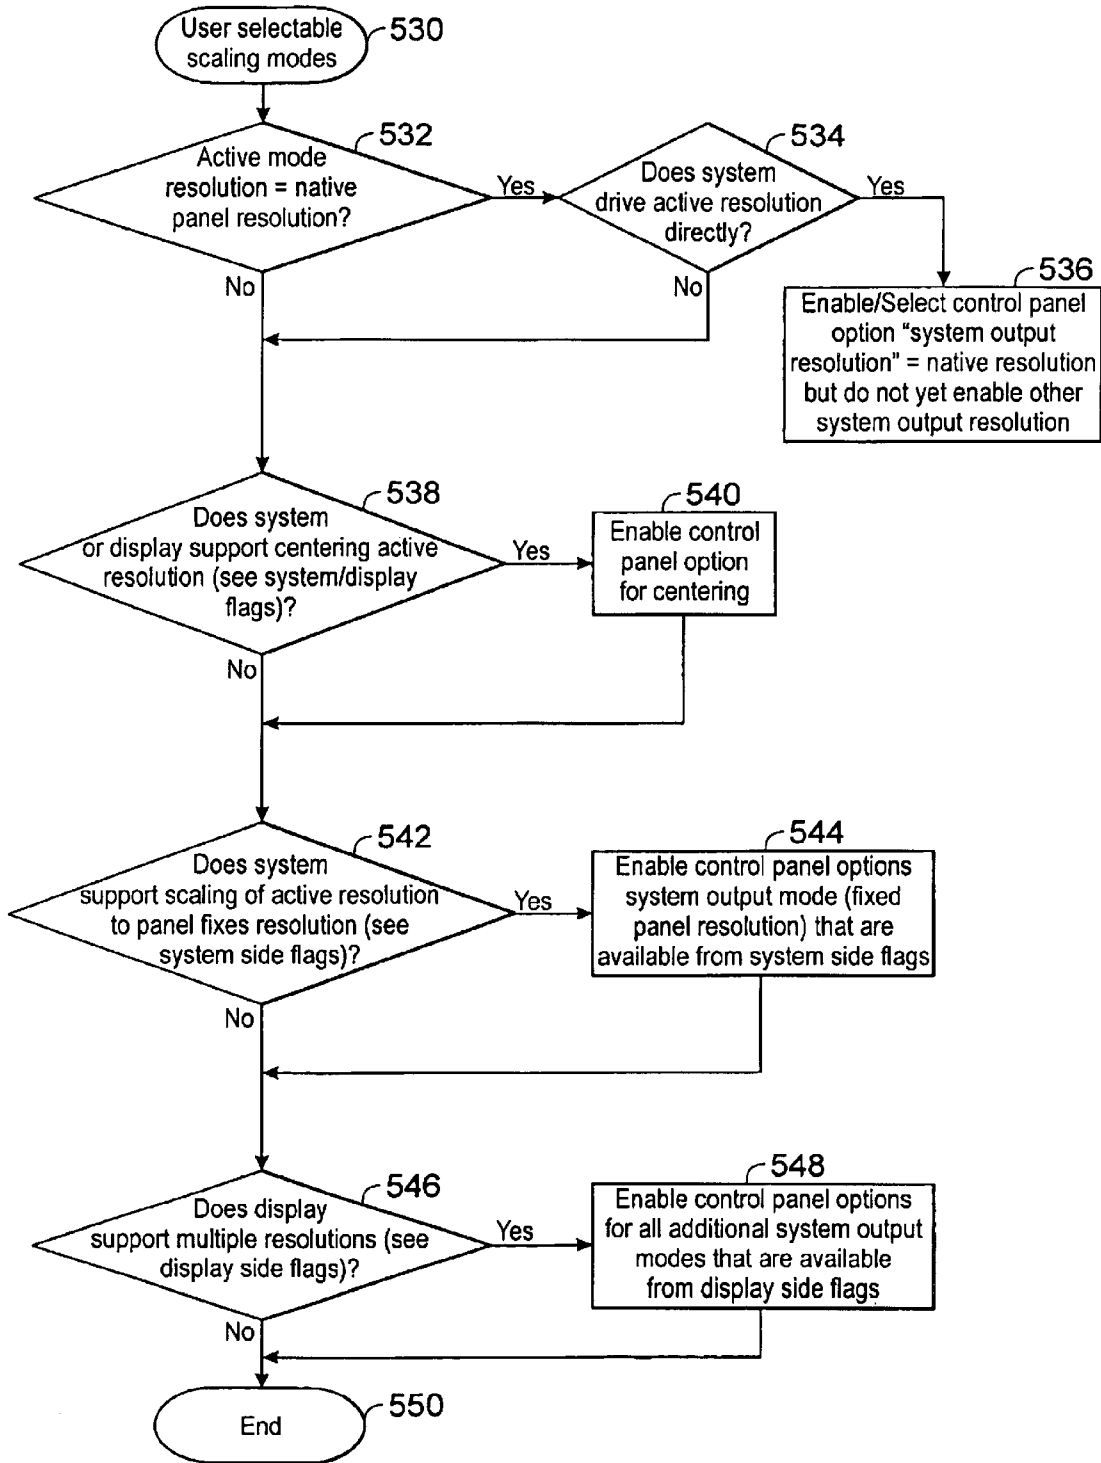 User selectable
scaling modes
530
532
Active mode
resolution = native
panel resolution?
Yes
No
534
Does system
drive active resolution
directly?
Yes
No
536
Enable/Select control panel
option "system output
resolution" = native resolution
but do not yet enable other
system output resolution
538
Does system
or display support centering active
resolution (see system/display
flags)?
Yes
No
540
Enable control
panel option
for centering
542
Does system
support scaling of active resolution
to panel fixes resolution (see
system side flags)?
Yes
No
544
Enable control panel options
system output mode (fixed
panel resolution) that are
available from system side flags
546
Does display
support multiple resolutions (see
display side flags)?
Yes
No
548
Enable control panel options
for all additional system output
modes that are available
from display side flags
End
550